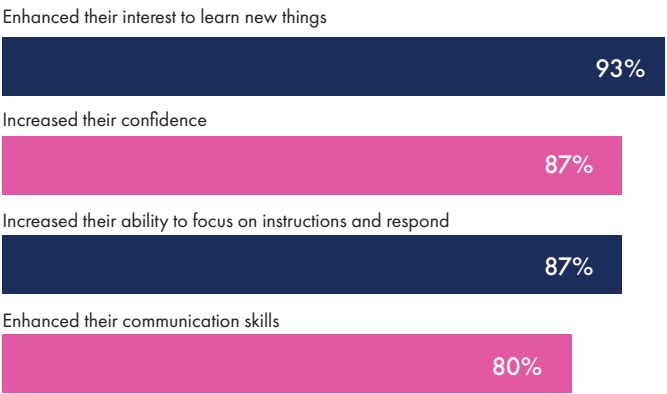 Enhanced their interest to learn new things
93%
Increased their confidence
87%
Increased their ability to focus on instructions and respond
87%
Enhanced their communication skills
80%